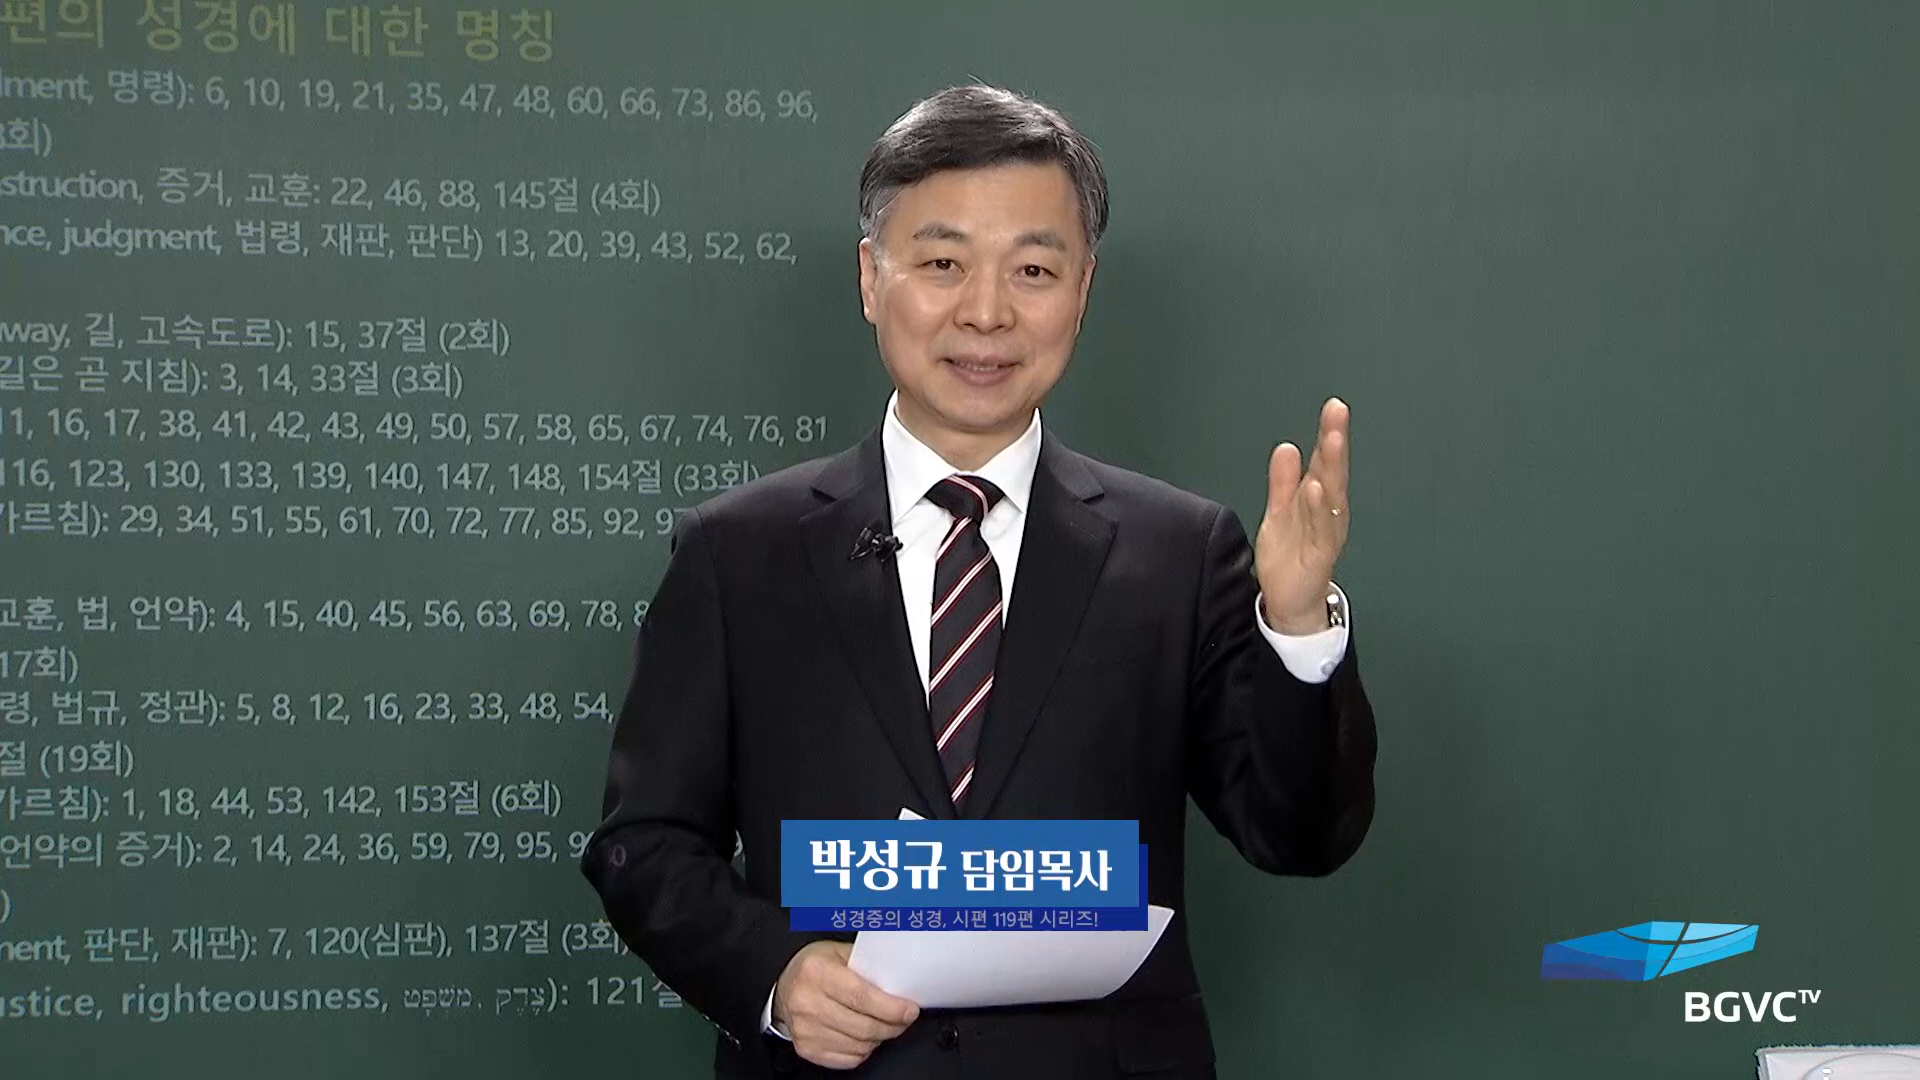 편의 성경에 대한 명칭
dment, 명령): 6, 10, 19, 21, 35, 47, 48, 60, 66, 73, 86, 96,
회)
struction, 증거, 교훈: 22, 46, 88, 145절 (4회)
nce, judgment, 법령, 재판, 판단) 13, 20, 39, 43, 52, 62,
way, 길, 고속도로): 15, 37절 (2회)
길은 곧 지침): 3, 14, 33절 (3회)
11, 16, 17, 38, 41, 42, 43, 49, 50, 57, 58, 65, 67, 74, 76, 81
116, 123, 130, 133, 139, 140, 147, 148, 154절 (33회)
가르침): 29, 34, 51, 55, 61, 70, 72, 77, 85, 92, 97
교훈, 법, 언약): 4, 15, 40, 45, 56, 63, 69, 78, 8
17회)
령, 법규, 정관): 5, 8, 12, 16, 23, 33, 48, 54,
절 (19회)
가르침): 1, 18, 44, 53, 142, 153절 (6회)
언약의 증거): 2, 14, 24, 36, 59, 79, 95, 9
)
ment, 판단, 재판): 7, 120(심판), 137절 (3회)
ustice, righteousness, צֶדֶק, מִשְׁפָּט): 121절
박성규 담임목사
성경중의 성경, 시편 119편 시리즈!
BGVC TV